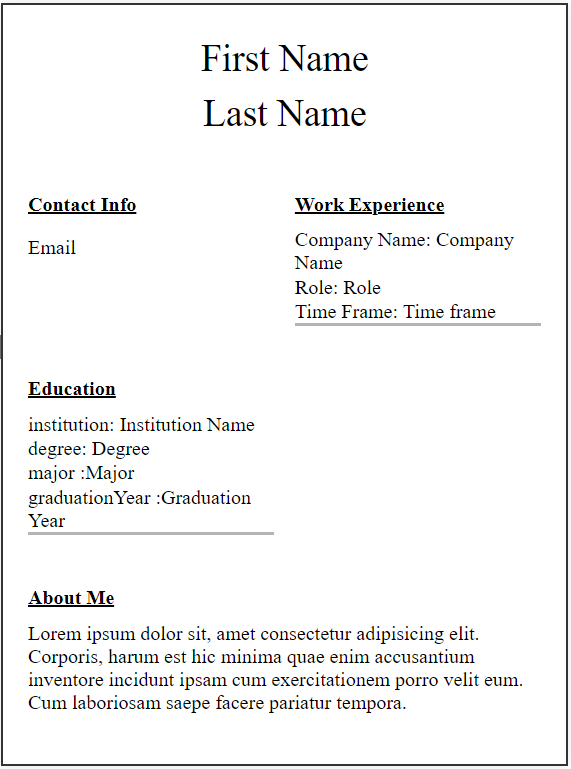 First Name
Last Name
Contact Info
Email
Work Experience
Company Name: Company
Name
Role: Role
Time Frame: Time frame
Education
institution: Institution Name
degree: Degree
major :Major
graduationYear :Graduation
Year
About Me
Lorem ipsum dolor sit, amet consectetur adipisicing elit.
Corporis, harum est hic minima quae enim accusantium
inventore incidunt ipsam cum exercitationem porro velit eum.
Cum laboriosam saepe facere pariatur tempora.